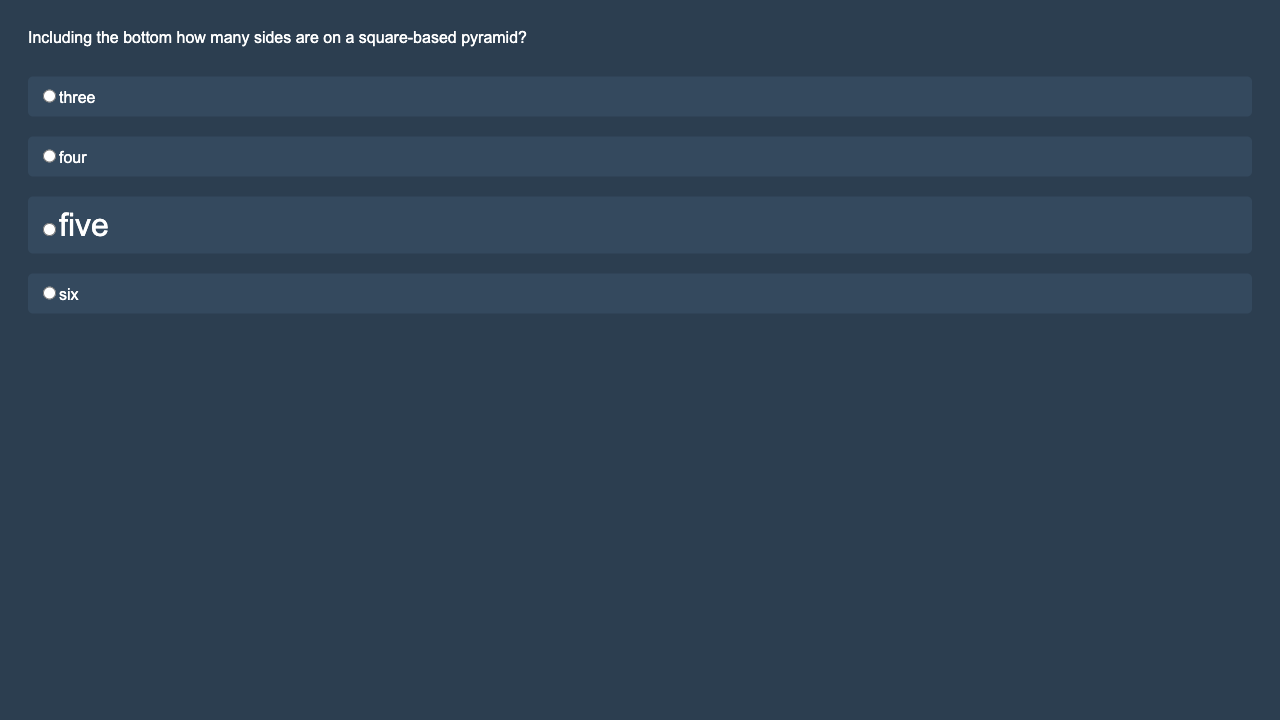 Including the bottom how many sides are on a square-based pyramid?
three
four
five
six